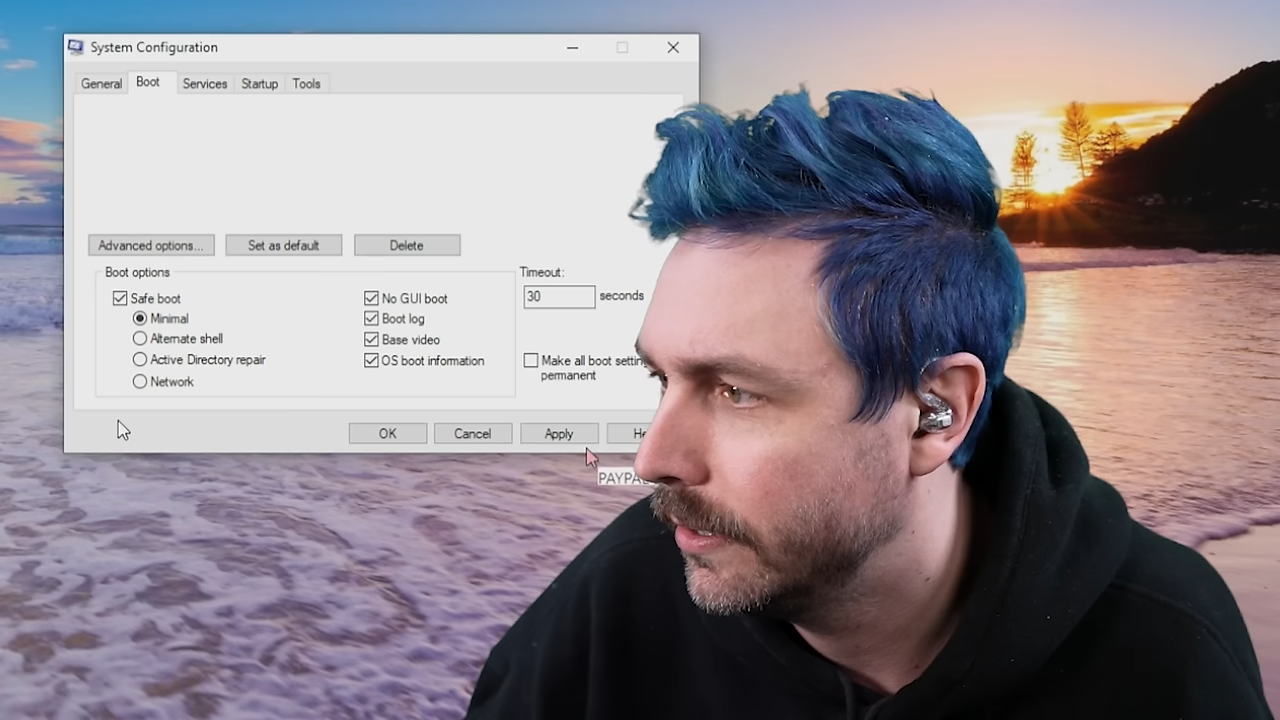 System Configuration
General Boot Services Startup Tools
Advanced options... Set as default Delete
Boot options
Timeout:
Safe boot
No GUI boot
30 seconds
Minimal
Boot log
Alternate shell
Base video
Active Directory repair
OS boot information
Make all boot
permanent
Network
OK Cancel Apply